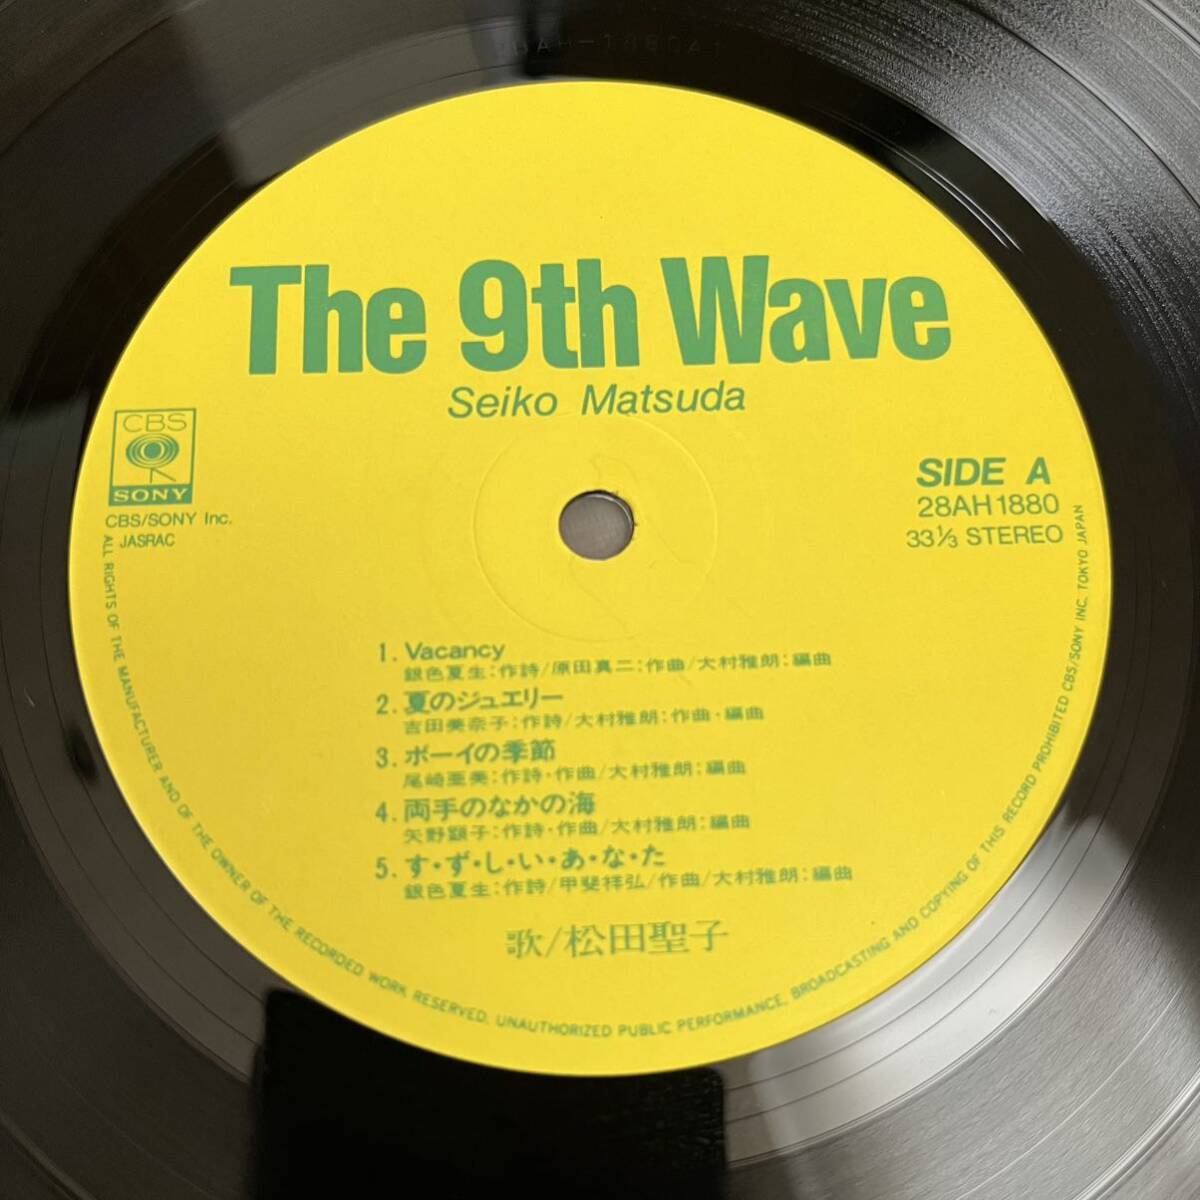 The 9th Wave
Seiko Matsuda
CBS
SONY
CBS/SONY Inc.
JASRAC
SIDE A
28AH1880
33⅓ STEREO
1. Vacancy
銀色夏生:作詩/原田真二:作曲/大村雅朗:編曲
2. 夏のジュエリー
吉田美奈子:作詩/大村雅朗:作曲・編曲
3. ボーイの季節
尾崎亜美:作詩・作曲/大村雅朗:編曲
4. 両手のなかの海
矢野顕子:作詩・作曲/大村雅朗:編曲
5. す・ず・し・い・あ・な・た
銀色夏生:作詩/甲斐祥弘/作曲/大村雅朗:編曲
歌/松田聖子
ALL RIGHTS OF THE MANUFACTURER AND OF THE OWNER OF THE RECORDED WORK RESERVED. UNAUTHORIZED PUBLIC PERFORMANCE, BROADCASTING AND COPYING OF THIS RECORD PROHIBITED CBS/SONY INC. TOKYO JAPAN